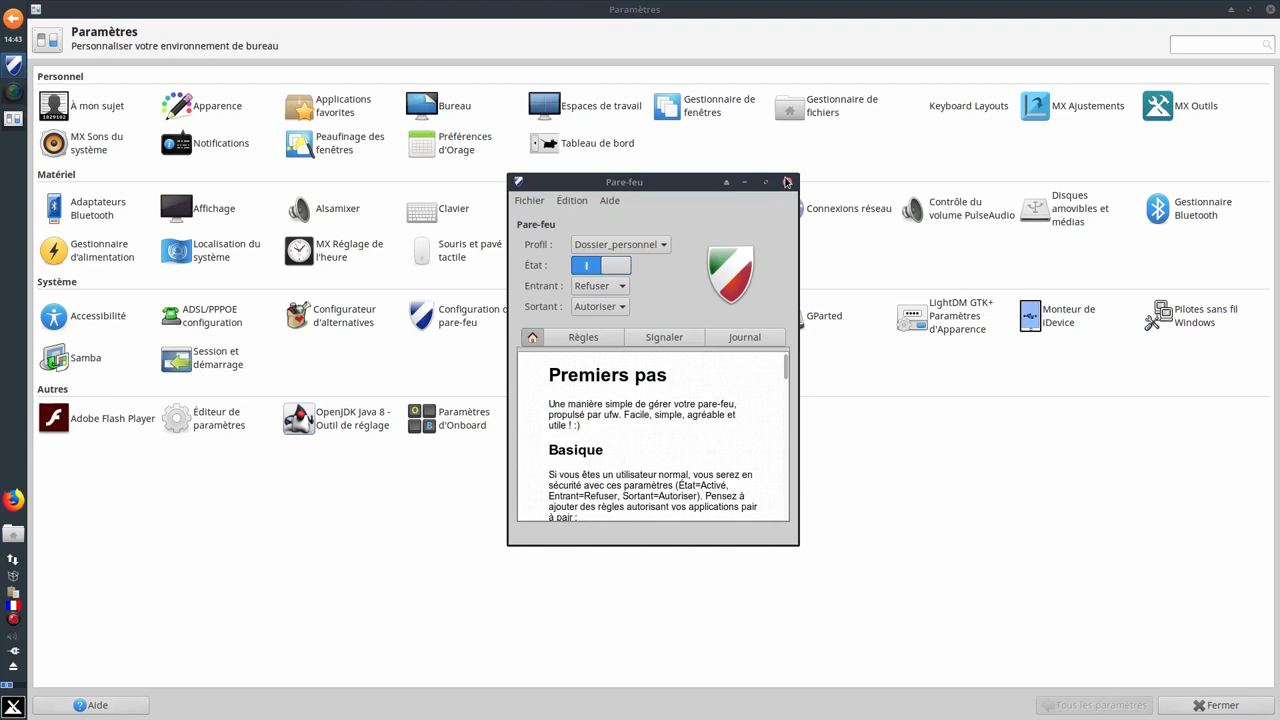 Paramètres
14:43
Paramètres
Personnaliser votre environnement de bureau
Personnel
1829102
À mon sujet
Apparence
Applications
favorites
Bureau
Espaces de travail
Gestionnaire de
fenêtres
Gestionnaire de
fichiers
Keyboard Layouts
MX Ajustements
MX Outils
MX Sons du
système
Notifications
Peaufinage des
fenêtres
Préférences
d'Orage
Tableau de bord
Matériel
Adaptateurs
Bluetooth
Affichage
Alsamixer
Clavier
Connexions réseau
Contrôle du
volume PulseAudio
Disques
amovibles et
médias
Gestionnaire
Bluetooth
Gestionnaire
d'alimentation
Localisation du
système
MX Réglage de
l'heure
Souris et pavé
tactile
Système
Accessibilité
ADSL/PPPOE
configuration
Configurateur
d'alternatives
Configuration d
pare-feu
GParted
LightDM GTK+
Paramètres
d'Apparence
Moniteur de
iDevice
Pilotes sans fil
Windows
Samba
Session et
démarrage
Autres
Adobe Flash Player
Éditeur de
paramètres
OpenJDK Java 8 -
Outil de réglage
Paramètres
d'Onboard
Pare-feu
Fichier Édition Aide
Pare-feu
Profil : Dossier_personnel
État :
Entrant : Refuser
Sortant : Autoriser
Règles Signaler Journal
Premiers pas
Une manière simple de gérer votre pare-feu,
propulsé par ufw. Facile, simple, agréable et
utile ! :)
Basique
Si vous êtes un utilisateur normal, vous serez en
sécurité avec ces paramètres (État=Activé,
Entrant=Refuser, Sortant=Autoriser). Pensez à
ajouter des règles autorisant vos applications pair
à pair :
Aide
Tous les paramètres
Fermer